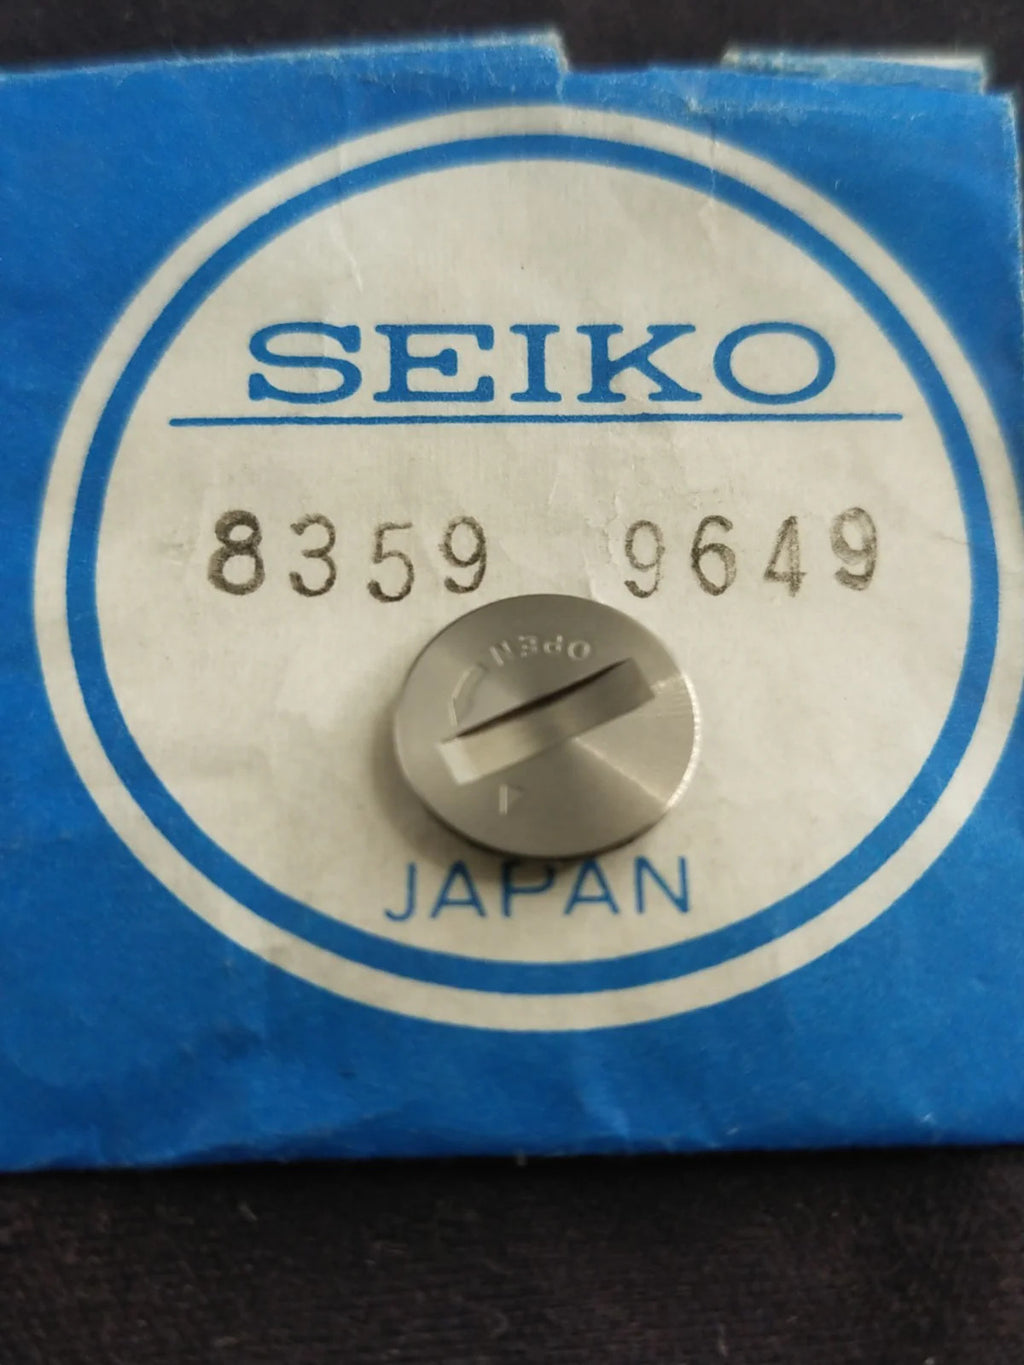 SEIKO
8359 9649
OPEN
JAPAN